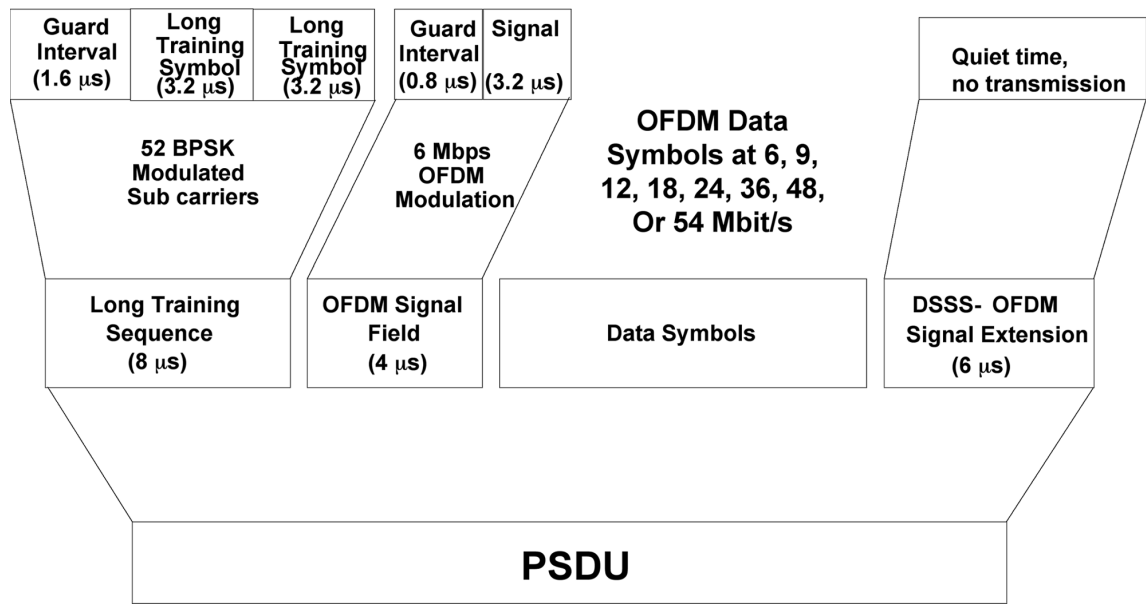 Guard
Interval
(1.6 μs)
Long
Training
Symbol
(3.2 μs)
Long
Training
Symbol
(3.2 μs)
Guard
Interval
(0.8 μs)
Signal
(3.2 μs)
Quiet time,
no transmission
52 BPSK
Modulated
Sub carriers
6 Mbps
OFDM
Modulation
OFDM Data
Symbols at 6, 9,
12, 18, 24, 36, 48,
Or 54 Mbit/s
Long Training
Sequence
(8 μs)
OFDM Signal
Field
(4 μs)
Data Symbols
DSSS- OFDM
Signal Extension
(6 μs)
PSDU